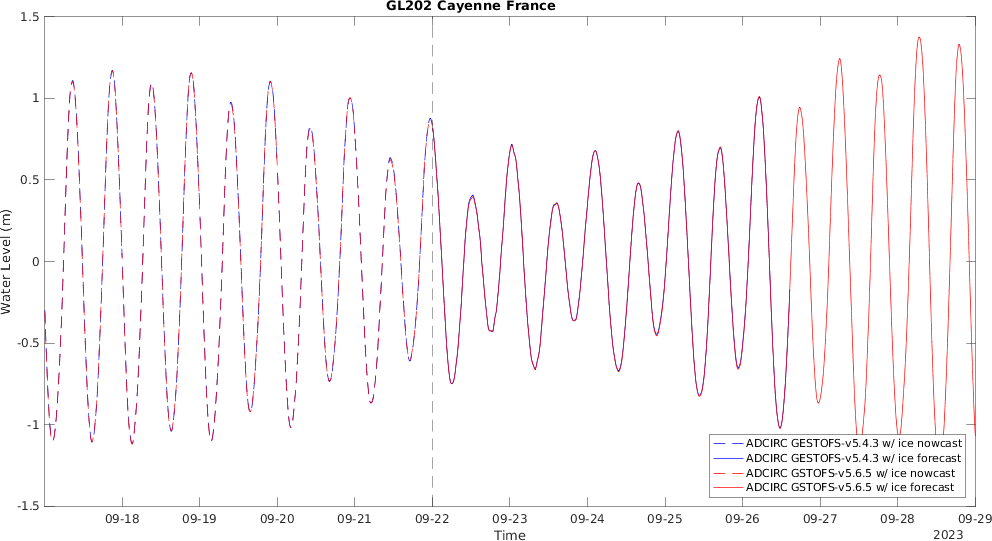 GL202 Cayenne France
1.5
1
0.5
0
-0.5
-1
-1.5
Water Level (m)
ADCIRC GESTOFS-v5.4.3 w/ ice nowcast
ADCIRC GESTOFS-v5.4.3 w/ ice forecast
ADCIRC GSTOFS-v5.6.5 w/ ice nowcast
ADCIRC GSTOFS-v5.6.5 w/ ice forecast
09-18 09-19 09-20 09-21 09-22 09-23 09-24 09-25 09-26 09-27 09-28 09-29
Time
2023